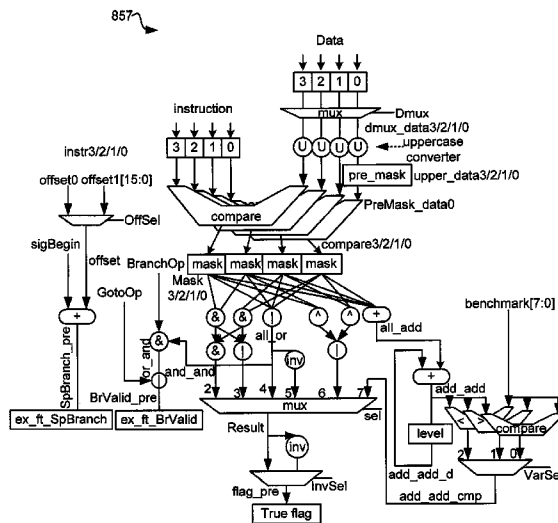 857
Data
3 2 1 0
mux
Dmux
dmux_data3/2/1/0
instruction
3 2 1 0
U U U U
uppercase
converter
instr3/2/1/0
pre_mask
upper_data3/2/1/0
offset0 offset1[15:0]
compare
PreMask_data0
OffSel
sigBegin
offset
compare3/2/1/0
BranchOp
mask mask mask mask
Mask
3/2/1/0
GotoOp
benchmark[7:0]
& & | ^ ^ +
all_add
+
&
all_or
& | |
inv
+
or_and
and_and
add_add
SpBranch_pre
BrValid_pre
2 3 4 5 6 7
mux
sel
< = > compare
level
ex_ft_SpBranch
ex_ft_BrValid
2 1 0
Result
inv
add_add_d
VarSel
InvSel
add_add_cmp
flag_pre
True flag